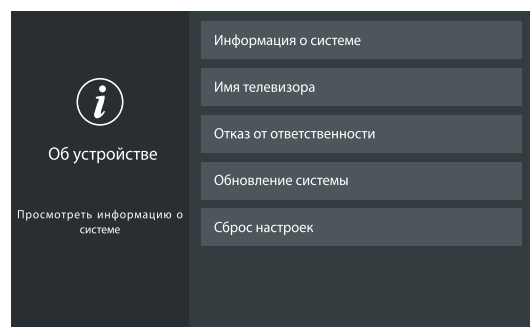 Об устройстве
Просмотреть информацию о
системе
Информация о системе
Имя телевизора
Отказ от ответственности
Обновление системы
Сброс настроек